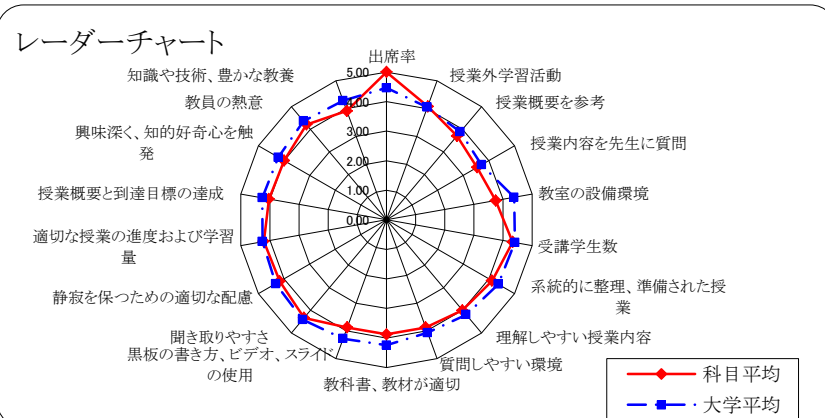 レーダーチャート
出席率
授業外学習活動
授業概要を参考
授業内容を先生に質問
教室の設備環境
受講学生数
系統的に整理、準備された授
業
理解しやすい授業内容
質問しやすい環境
教科書、教材が適切
黒板の書き方、ビデオ、スライド
の使用
聞き取りやすさ
静寂を保つための適切な配慮
適切な授業の進度および学習
量
授業概要と到達目標の達成
興味深く、知的好奇心を触
発
教員の熱意
知識や技術、豊かな教養
5.00
4.00
3.00
2.00
1.00
0.00
科目平均
大学平均